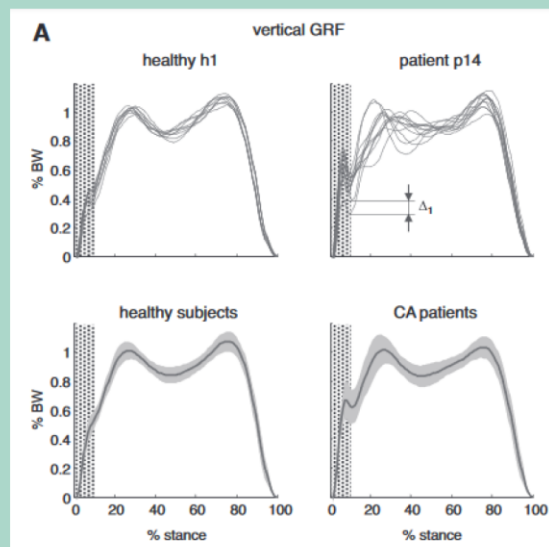 A
vertical GRF
healthy h1
patient p14
% BW
1
0.8
0.6
0.4
0.2
0
Δ1
healthy subjects
CA patients
% BW
1
0.8
0.6
0.4
0.2
0
0 20 40 60 80 100
0 20 40 60 80 100
% stance
% stance